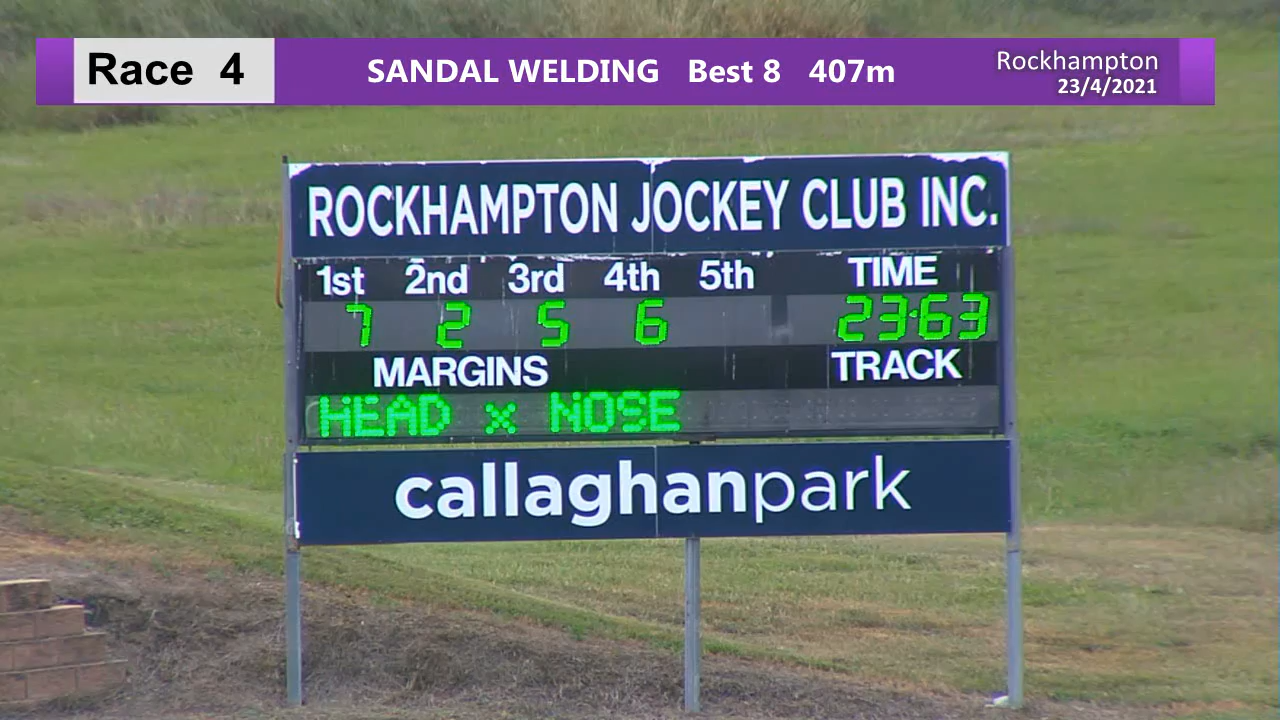 Race 4 SANDAL WELDING Best 8 407m Rockhampton
23/4/2021
ROCKHAMPTON JOCKEY CLUB INC.
1st 2nd 3rd 4th 5th TIME
7 2 5 6 23·63
MARGINS TRACK
HEAD x NOSE
callaghanpark